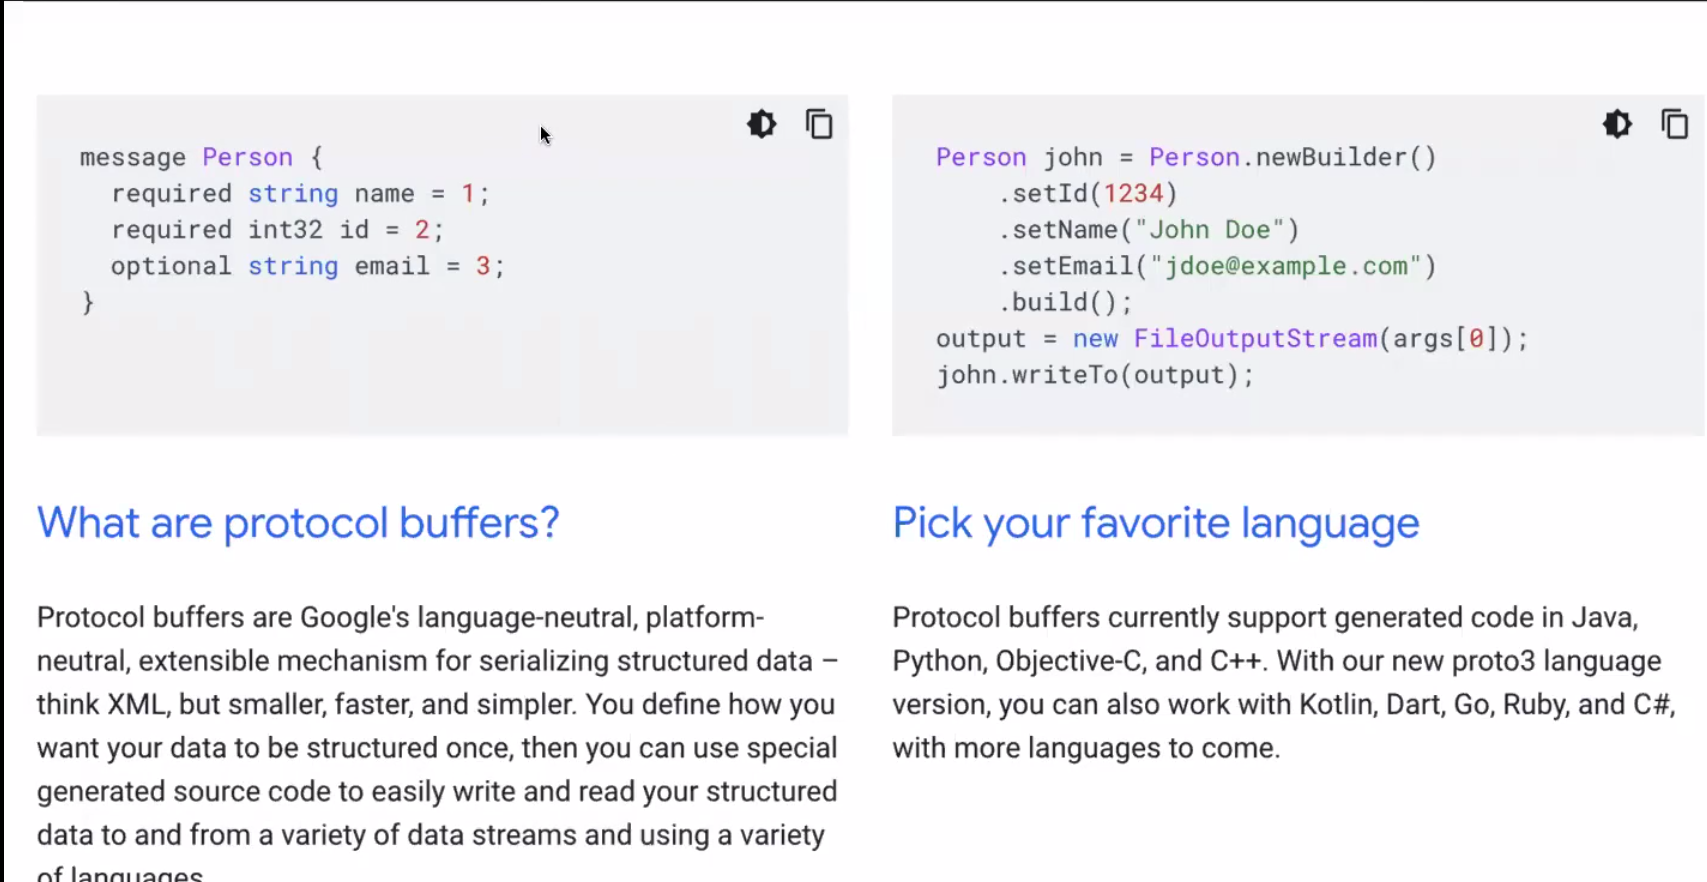 message Person {
  required string name = 1;
  required int32 id = 2;
  optional string email = 3;
}
Person john = Person.newBuilder()
    .setId(1234)
    .setName("John Doe")
    .setEmail("jdoe@example.com")
    .build();
output = new FileOutputStream(args[0]);
john.writeTo(output);
What are protocol buffers?
Protocol buffers are Google's language-neutral, platform-
neutral, extensible mechanism for serializing structured data –
think XML, but smaller, faster, and simpler. You define how you
want your data to be structured once, then you can use special
generated source code to easily write and read your structured
data to and from a variety of data streams and using a variety
of languages.
Pick your favorite language
Protocol buffers currently support generated code in Java,
Python, Objective-C, and C++. With our new proto3 language
version, you can also work with Kotlin, Dart, Go, Ruby, and C#,
with more languages to come.